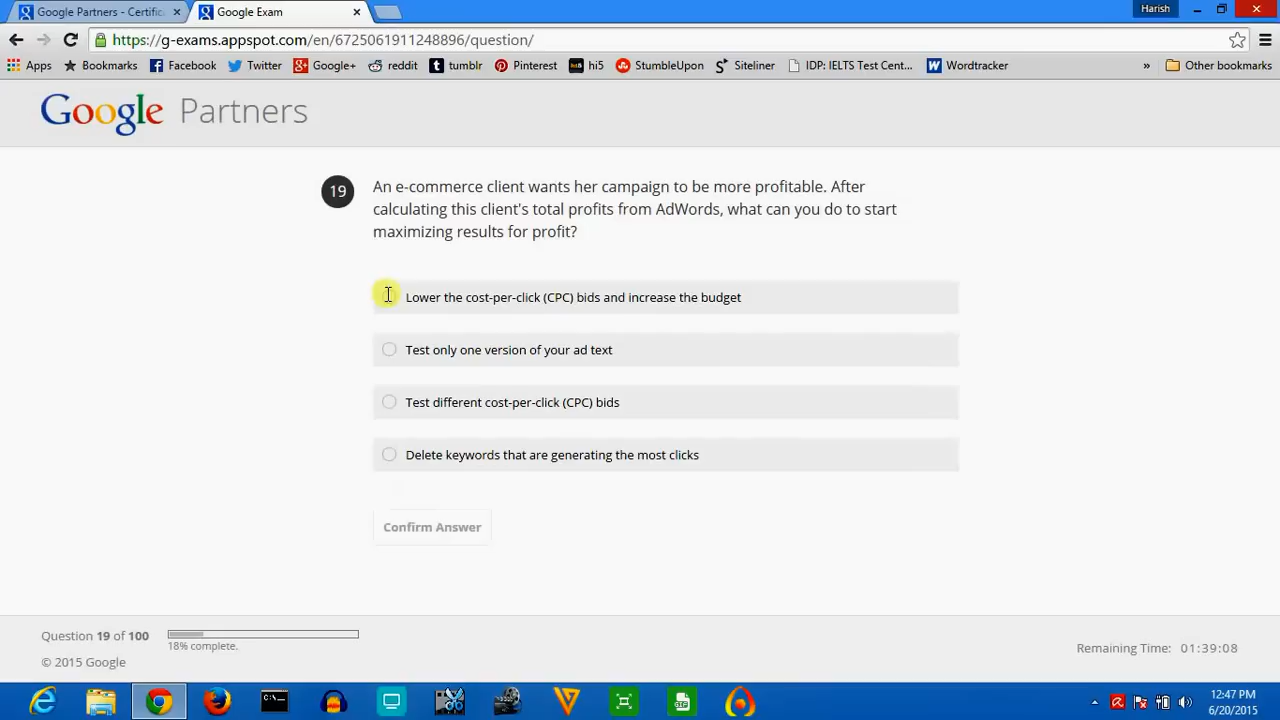 Google Partners - Certific
Google Exam
Harish
https://g-exams.appspot.com/en/6725061911248896/question/
Apps Bookmarks Facebook Twitter Google+ reddit tumblr Pinterest hi5 StumbleUpon Siteliner IDP: IELTS Test Cent... Wordtracker » Other bookmarks
Google Partners
19
An e-commerce client wants her campaign to be more profitable. After
calculating this client's total profits from AdWords, what can you do to start
maximizing results for profit?
Lower the cost-per-click (CPC) bids and increase the budget
Test only one version of your ad text
Test different cost-per-click (CPC) bids
Delete keywords that are generating the most clicks
Confirm Answer
Question 19 of 100
18% complete.
© 2015 Google
Remaining Time: 01:39:08
12:47 PM
6/20/2015